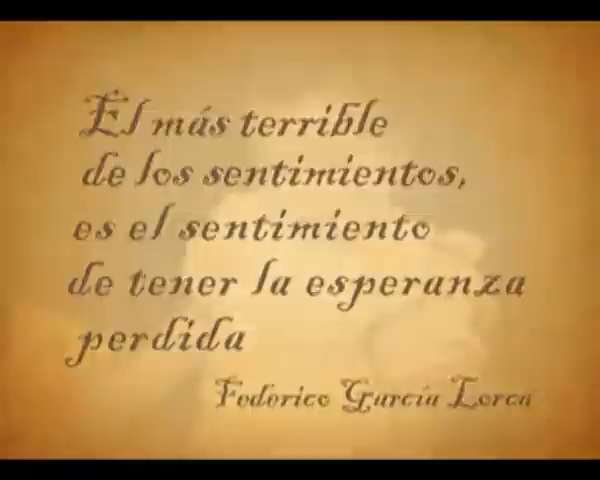 El más terrible
de los sentimientos,
es el sentimiento
de tener la esperanza
perdida
Federico García Lorca